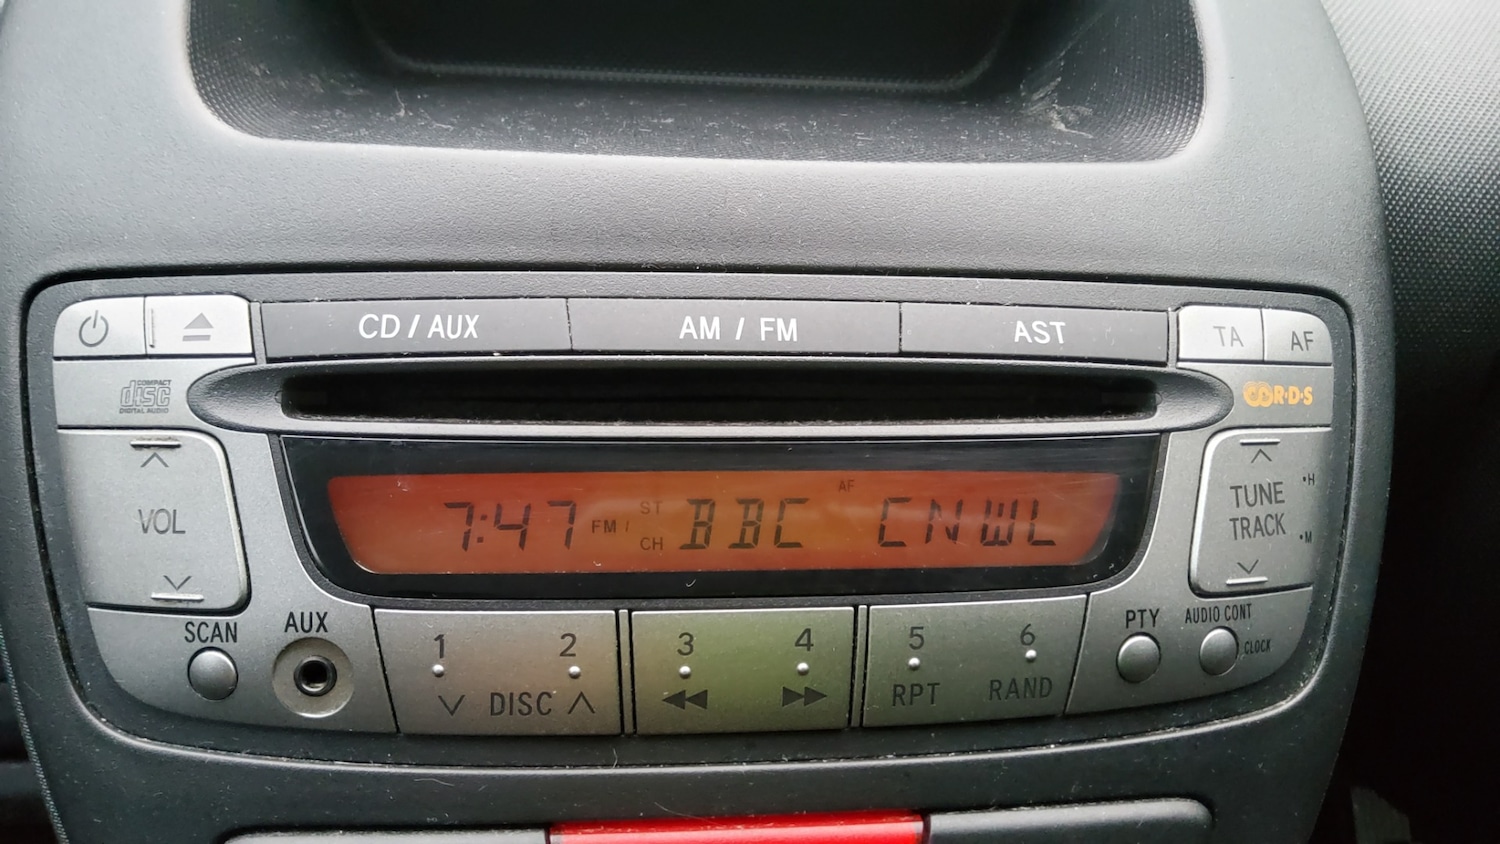 CD / AUX AM / FM AST TA AF
COMPACT
disc
DIGITAL AUDIO
R·D·S
VOL
7:47 FM 1 ST CH BBC AF CNWL
TUNE
TRACK
•H
•M
SCAN
AUX
1 2 3 4 5 6
DISC RPT RAND
PTY
AUDIO CONT
CLOCK